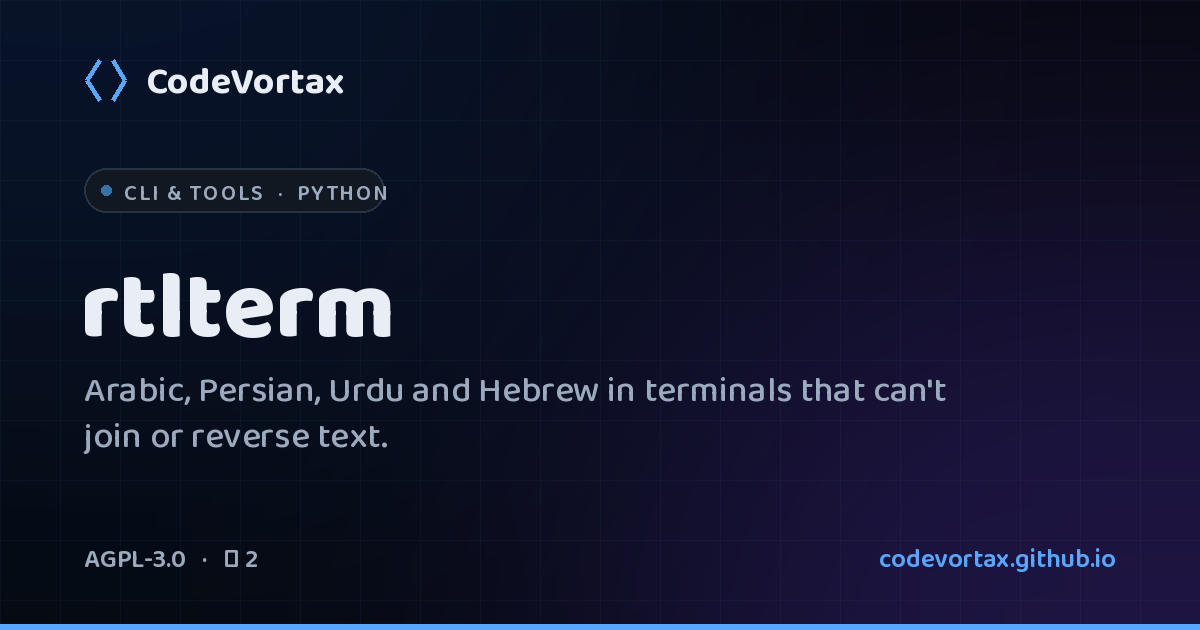 CodeVortax
CLI & TOOLS · PYTHON
rtlterm
Arabic, Persian, Urdu and Hebrew in terminals that can't
join or reverse text.
AGPL-3.0 · ▯ 2
codevortax.github.io